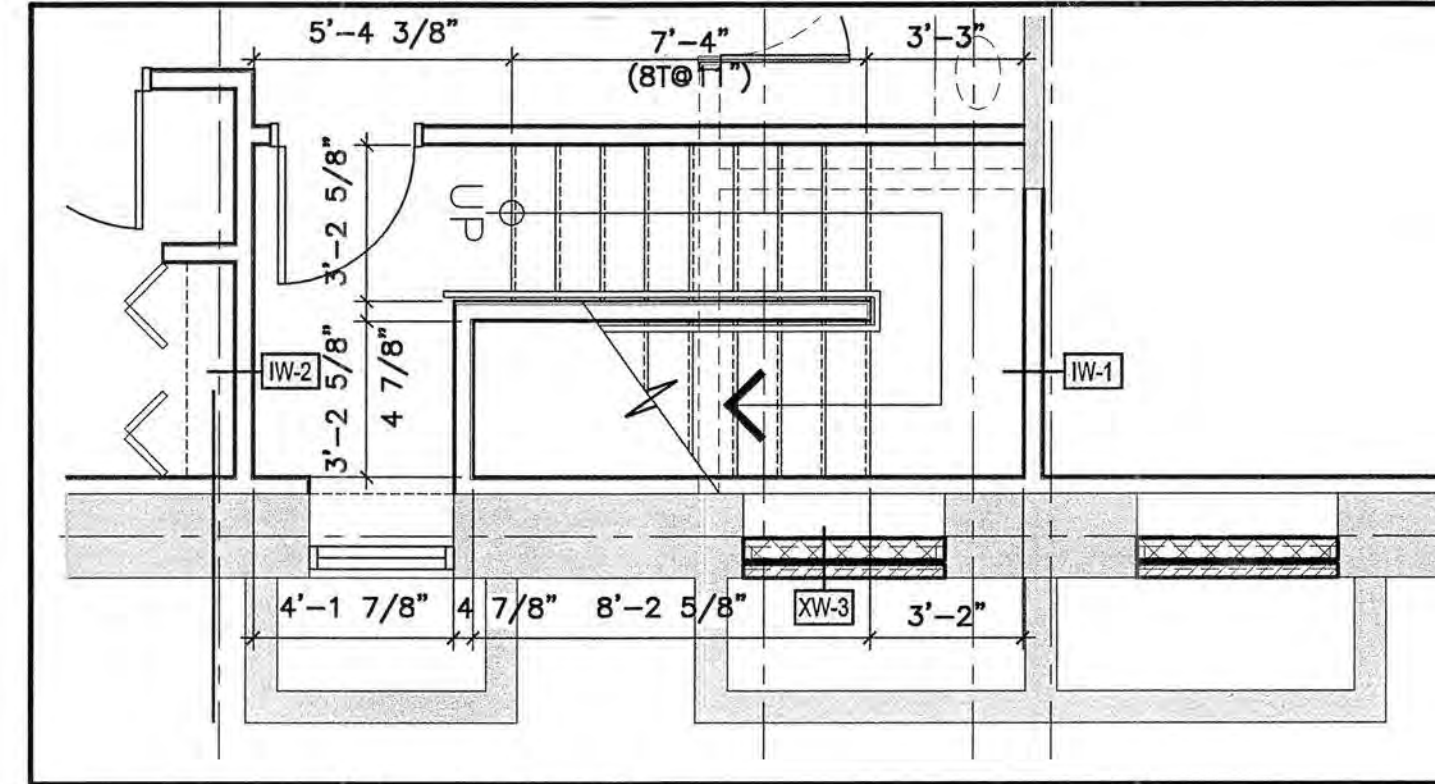 5'-4 3/8" 7'-4" 3'-3"
(8T@11")
3'-2 5/8"
UP
3'-2 5/8"
4 7/8"
IW-2
IW-1
4'-1 7/8" 4 7/8" 8'-2 5/8" XW-3 3'-2"